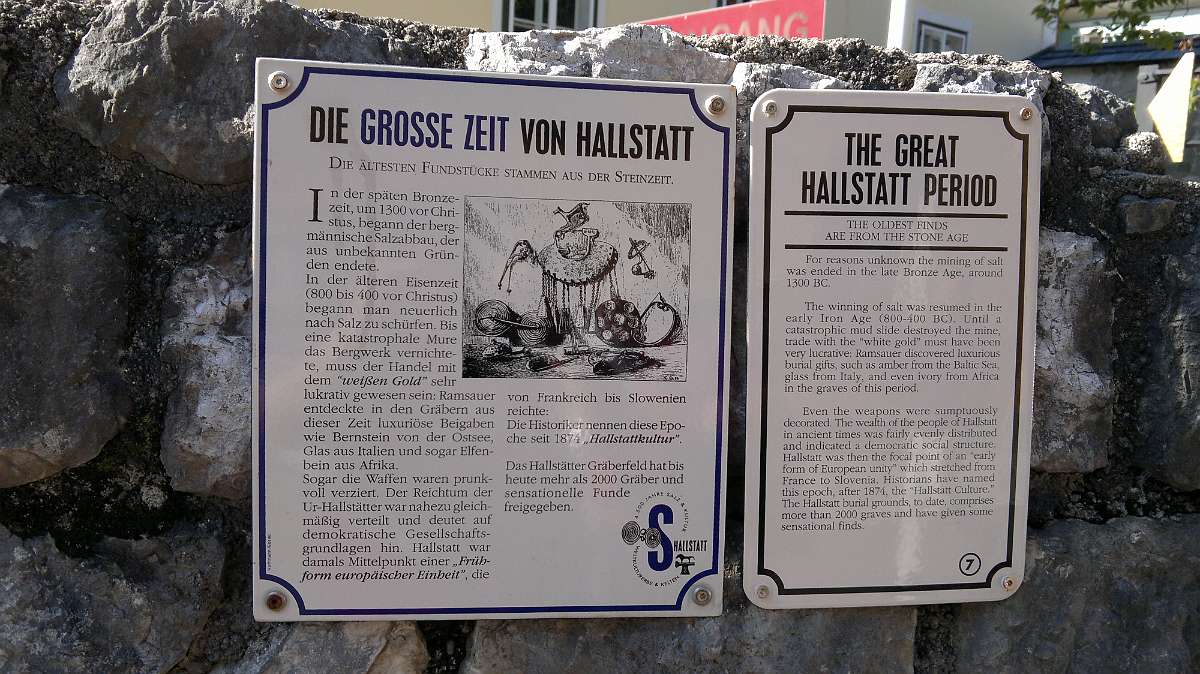 NGANG
DIE GROSSE ZEIT VON HALLSTATT
DIE ÄLTESTEN FUNDSTÜCKE STAMMEN AUS DER STEINZEIT.
In der späten Bronze-
zeit, um 1300 vor Chri-
stus, begann der berg-
männische Salzabbau, der
aus unbekannten Grün-
den endete.
In der älteren Eisenzeit
(800 bis 400 vor Christus)
begann man neuerlich
nach Salz zu schürfen. Bis
eine katastrophale Mure
das Bergwerk vernichte-
te, muss der Handel mit
dem "weißen Gold" sehr
lukrativ gewesen sein: Ramsauer
entdeckte in den Gräbern aus
dieser Zeit luxuriöse Beigaben
wie Bernstein von der Ostsee,
Glas aus Italien und sogar Elfen-
bein aus Afrika.
Sogar die Waffen waren prunk-
voll verziert. Der Reichtum der
Ur-Hallstätter war nahezu gleich-
mäßig verteilt und deutet auf
demokratische Gesellschafts-
grundlagen hin. Hallstatt war
damals Mittelpunkt einer „Früh-
form europäischer Einheit", die
von Frankreich bis Slowenien
reichte:
Die Historiker nennen diese Epo-
che seit 1874 „Hallstattkultur".
Das Hallstätter Gräberfeld hat bis
heute mehr als 2000 Gräber und
sensationelle Funde
freigegeben.
S HALLSTATT
THE GREAT
HALLSTATT PERIOD
THE OLDEST FINDS
ARE FROM THE STONE AGE
For reasons unknown the mining of salt
was ended in the late Bronze Age, around
1300 BC.
The winning of salt was resumed in the
early Iron Age (800-400 BC). Until a
catastrophic mud slide destroyed the mine,
trade with the "white gold" must have been
very lucrative: Ramsauer discovered luxurious
burial gifts, such as amber from the Baltic Sea,
glass from Italy, and even ivory from Africa
in the graves of this period.
Even the weapons were sumptuously
decorated. The wealth of the people of Hallstatt
in ancient times was fairly evenly distributed
and indicated a democratic social structure.
Hallstatt was then the focal point of an "early
form of European unity" which stretched from
France to Slovenia. Historians have named
this epoch, after 1874, the "Hallstatt Culture."
The Hallstatt burial grounds, to date, comprises
more than 2000 graves and have given some
sensational finds.
7